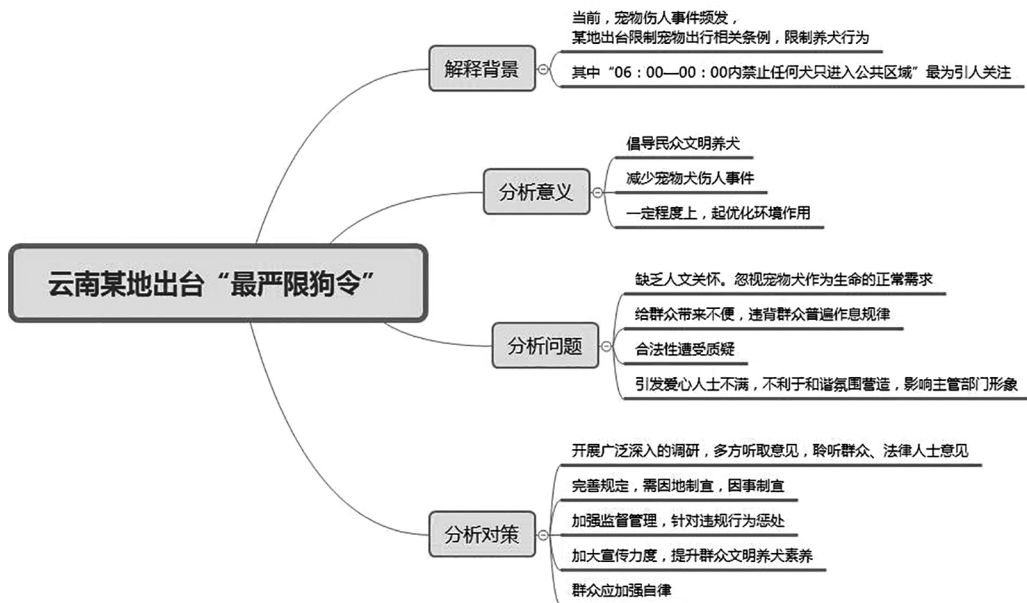 云南某地出台“最严限狗令”
解释背景
当前，宠物伤人事件频发，
某地出台限制宠物出行相关条例，限制养犬行为
其中“06：00—00：00内禁止任何犬只进入公共区域”最为引人关注
分析意义
倡导民众文明养犬
减少宠物犬伤人事件
一定程度上，起优化环境作用
分析问题
缺乏人文关怀。忽视宠物犬作为生命的正常需求
给群众带来不便，违背群众普遍作息规律
合法性遭受质疑
引发爱心人士不满，不利于和谐氛围营造，影响主管部门形象
分析对策
开展广泛深入的调研，多方听取意见，聆听群众、法律人士意见
完善规定，需因地制宜，因事制宜
加强监督管理，针对违规行为惩处
加大宣传力度，提升群众文明养犬素养
群众应加强自律